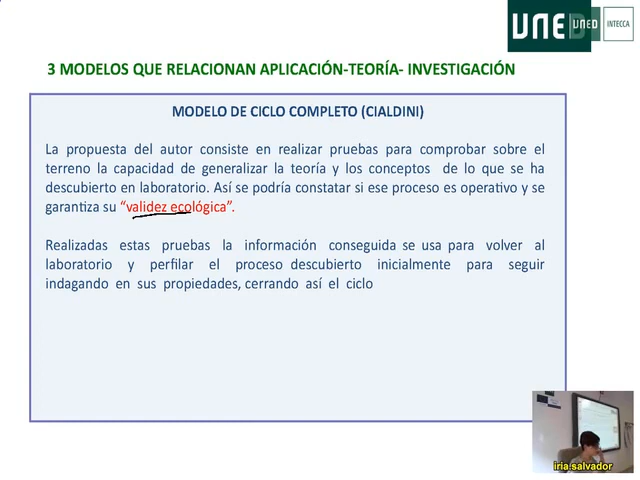 UNED UNED INTECCA
3 MODELOS QUE RELACIONAN APLICACIÓN-TEORÍA- INVESTIGACIÓN
MODELO DE CICLO COMPLETO (CIALDINI)
La propuesta del autor consiste en realizar pruebas para comprobar sobre el
terreno la capacidad de generalizar la teoría y los conceptos de lo que se ha
descubierto en laboratorio. Así se podría constatar si ese proceso es operativo y se
garantiza su “validez ecológica”.
Realizadas estas pruebas la información conseguida se usa para volver al
laboratorio y perfilar el proceso descubierto inicialmente para seguir
indagando en sus propiedades, cerrando así el ciclo
iria.salvador